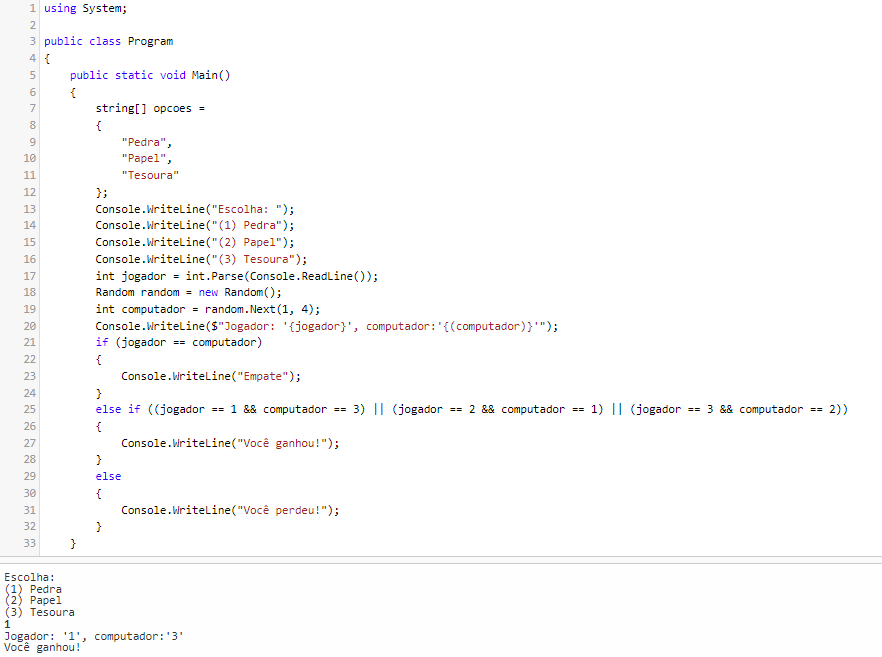 1 using System;
2
3 public class Program
4 {
5     public static void Main()
6     {
7         string[] opcoes =
8         {
9             "Pedra",
10             "Papel",
11             "Tesoura"
12         };
13         Console.WriteLine("Escolha: ");
14         Console.WriteLine("(1) Pedra");
15         Console.WriteLine("(2) Papel");
16         Console.WriteLine("(3) Tesoura");
17         int jogador = int.Parse(Console.ReadLine());
18         Random random = new Random();
19         int computador = random.Next(1, 4);
20         Console.WriteLine($"Jogador: '{jogador}', computador:'{(computador)}'");
21         if (jogador == computador)
22         {
23             Console.WriteLine("Empate");
24         }
25         else if ((jogador == 1 && computador == 3) || (jogador == 2 && computador == 1) || (jogador == 3 && computador == 2))
26         {
27             Console.WriteLine("Você ganhou!");
28         }
29         else
30         {
31             Console.WriteLine("Você perdeu!");
32         }
33     }
Escolha:
(1) Pedra
(2) Papel
(3) Tesoura
1
Jogador: '1', computador:'3'
Você ganhou!